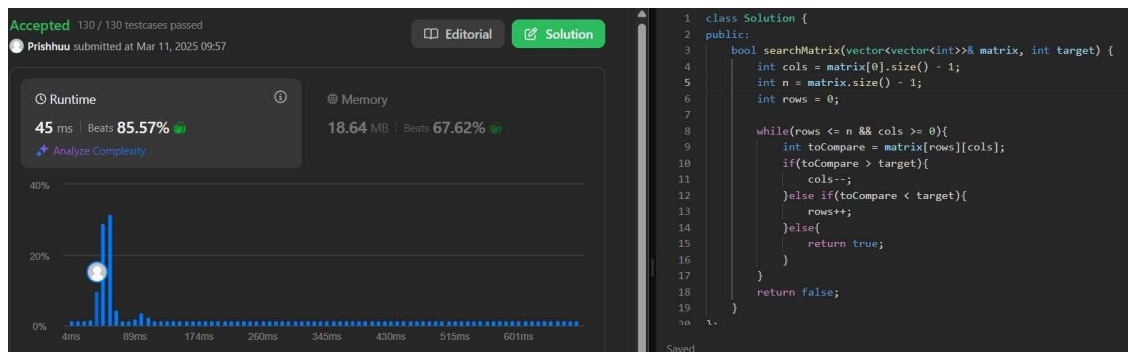 Accepted 130 / 130 testcases passed
Prishhuu submitted at Mar 11, 2025 09:57
Editorial
Solution
Runtime
45 ms | Beats 85.57%
Analyze Complexity
Memory
18.64 MB | Beats 67.62%
40%
20%
0%
4ms 89ms 174ms 260ms 345ms 430ms 515ms 601ms
1 class Solution {
2 public:
3 bool searchMatrix(vector<vector<int>>& matrix, int target) {
4 int cols = matrix[0].size() - 1;
5 int n = matrix.size() - 1;
6 int rows = 0;
7
8 while(rows <= n && cols >= 0){
9 int toCompare = matrix[rows][cols];
10 if(toCompare > target){
11 cols--;
12 }else if(toCompare < target){
13 rows++;
14 }else{
15 return true;
16 }
17 }
18 return false;
19 }
20 };
Saved